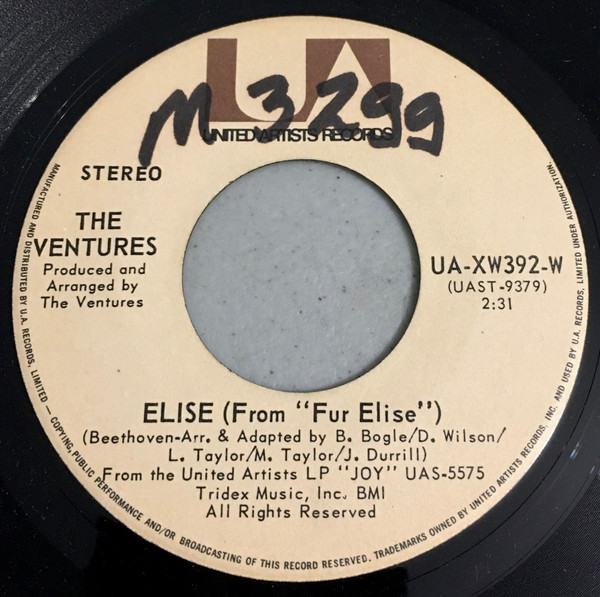 UA
M 3299
UNITED ARTISTS RECORDS
STEREO
THE
VENTURES
Produced and
Arranged by
The Ventures
UA-XW392-W
(UAST-9379)
2:31
ELISE (From "Fur Elise")
(Beethoven-Arr. & Adapted by B. Bogle/D. Wilson/
L. Taylor/M. Taylor/J. Durrill)
From the United Artists LP "JOY" UAS-5575
Tridex Music, Inc. BMI
All Rights Reserved
MANUFACTURED AND DISTRIBUTED BY U.A. RECORDS, LIMITED — COPYING, PUBLIC PERFORMANCE AND/OR BROADCASTING OF THIS RECORD RESERVED. TRADEMARKS OWNED BY UNITED ARTISTS RECORDS, INC. AND USED BY U.A. RECORDS, LIMITED UNDER AUTHORIZATION.